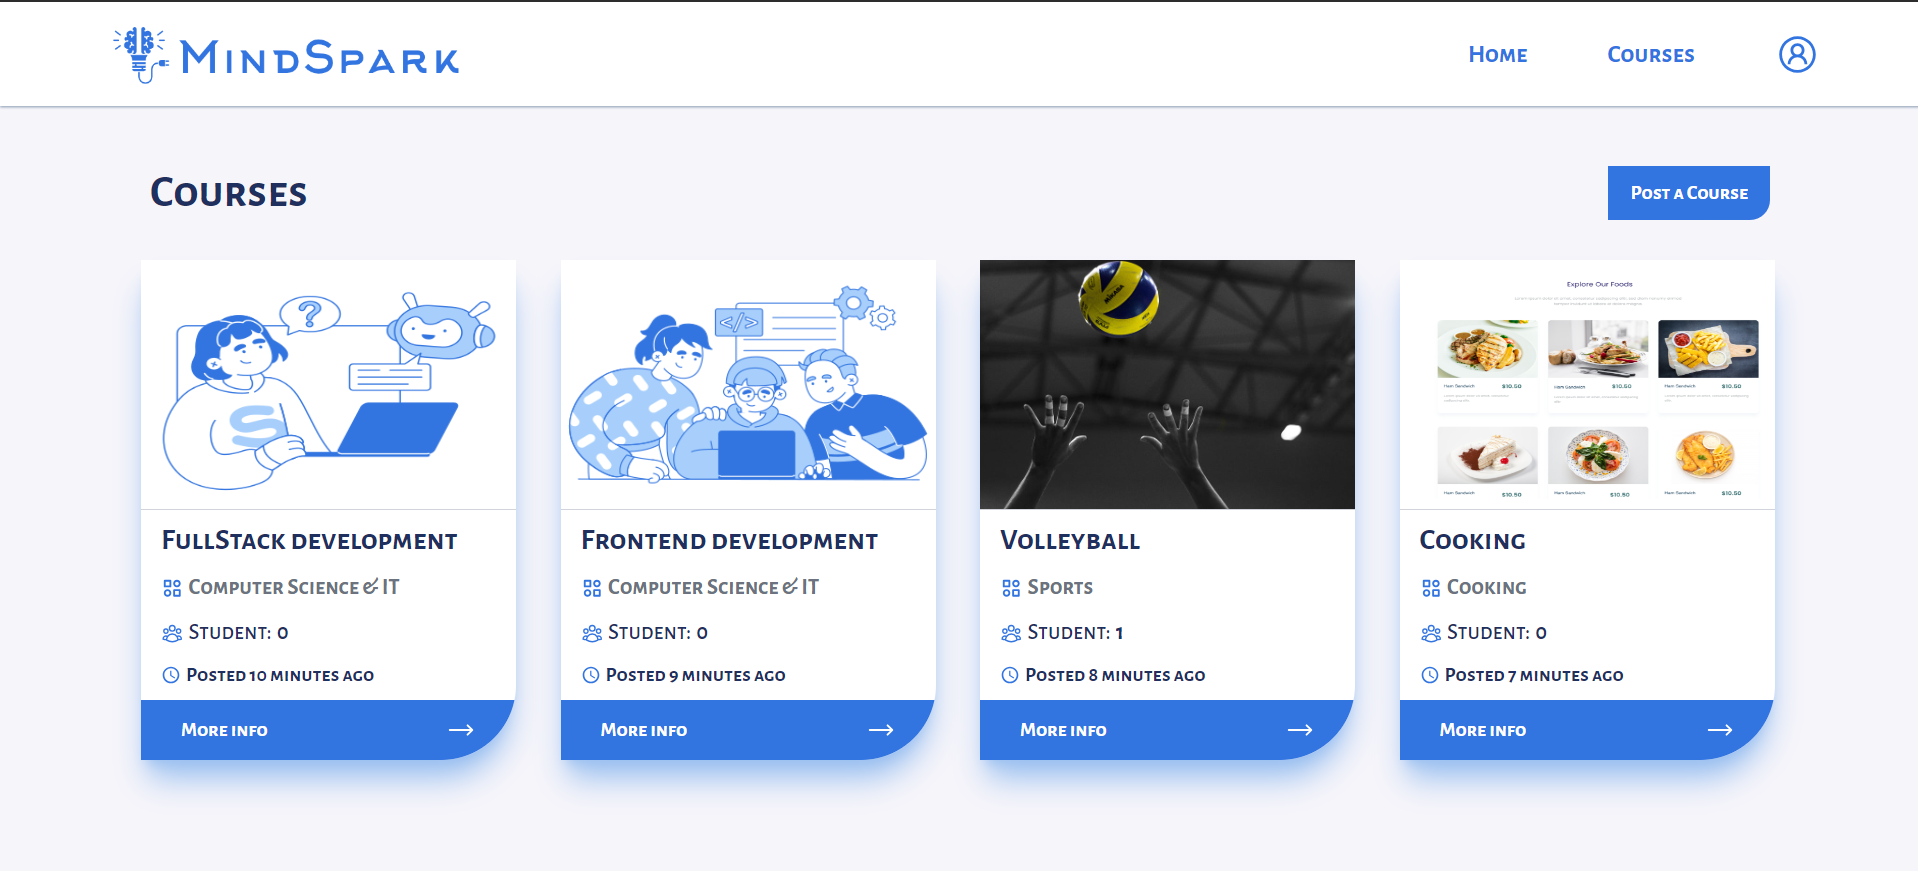 MindSpark
Home
Courses
Courses
Post a Course
?
</>
MIKASA
Explore Our Foods
Ham Sandwich
$10.50
Ham Sandwich
$10.50
Ham Sandwich
$10.50
Ham Sandwich
$10.50
Ham Sandwich
$10.50
Ham Sandwich
$10.50
FullStack development
Computer Science & IT
Student: 0
Posted 10 minutes ago
More info
Frontend development
Computer Science & IT
Student: 0
Posted 9 minutes ago
More info
Volleyball
Sports
Student: 1
Posted 8 minutes ago
More info
Cooking
Cooking
Student: 0
Posted 7 minutes ago
More info